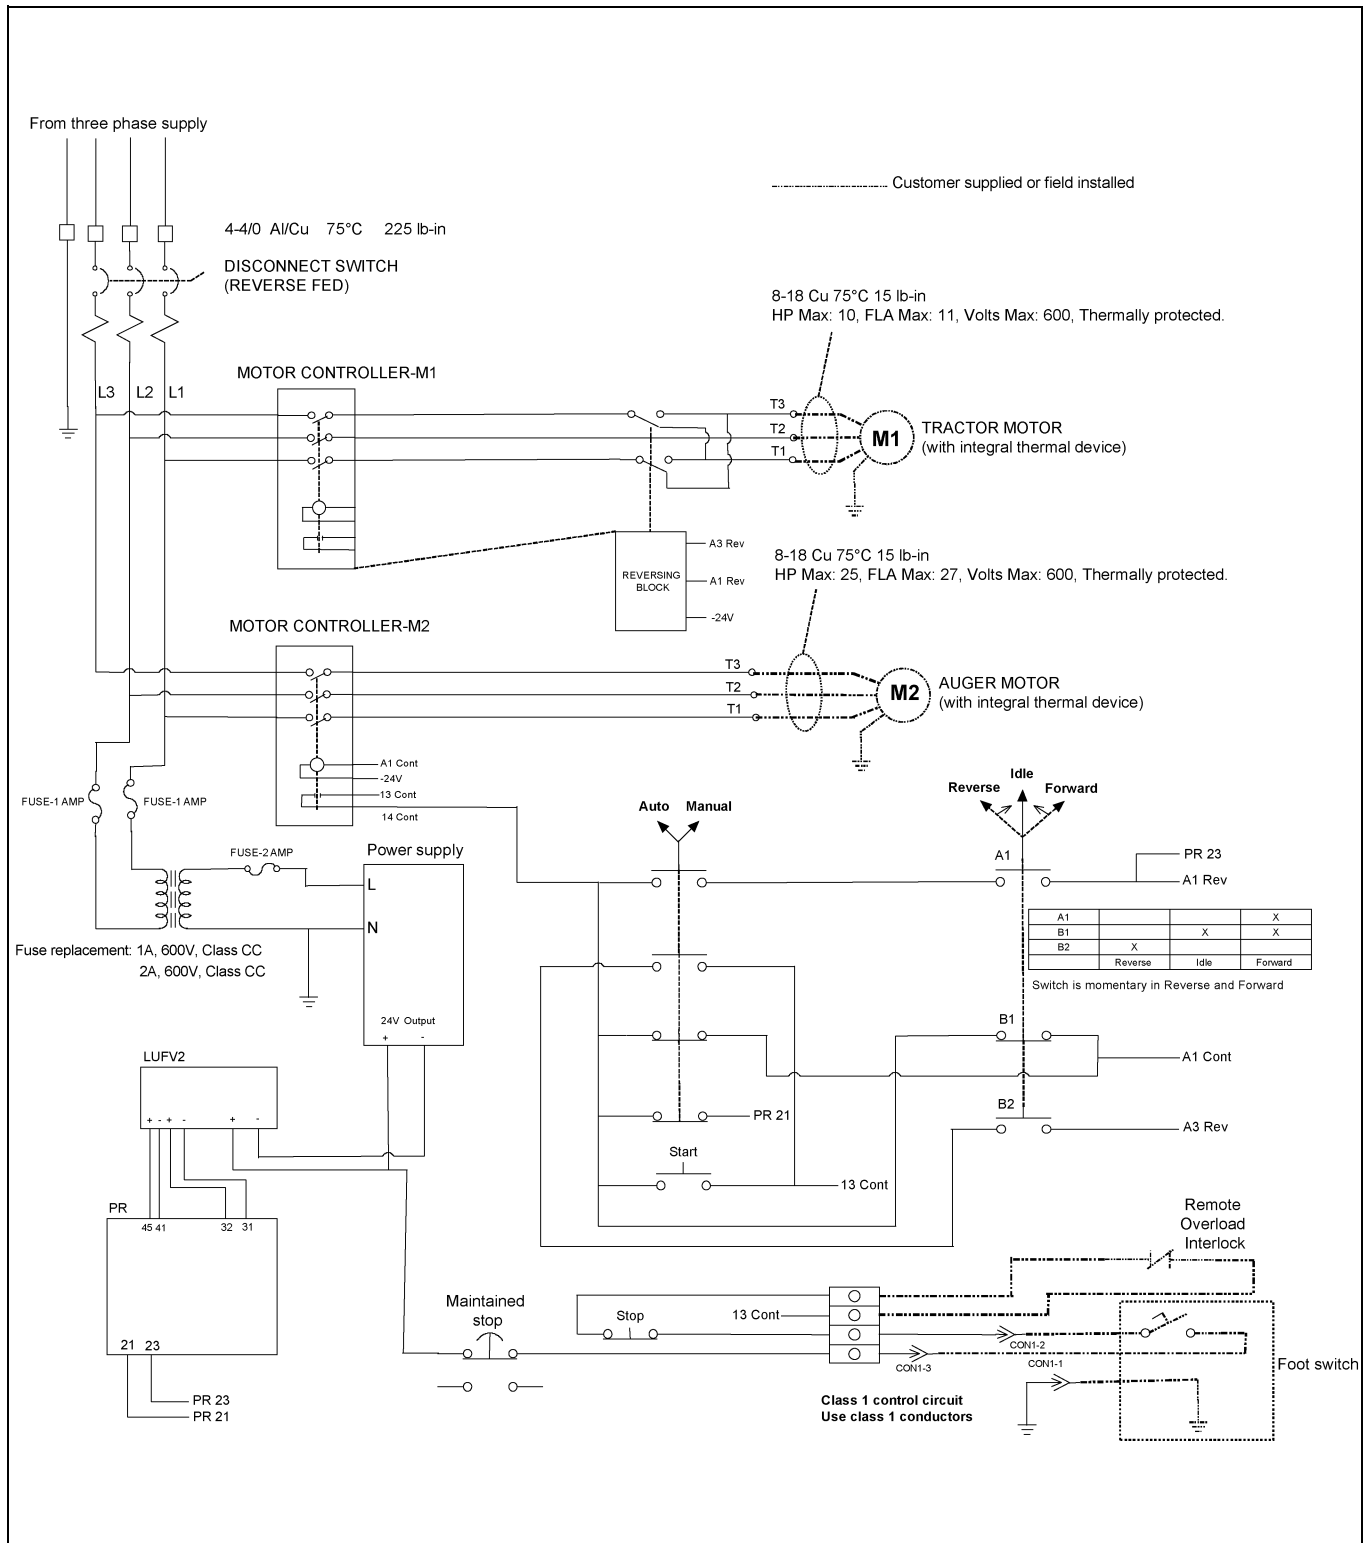 From three phase supply
Customer supplied or field installed
4-4/0 Al/Cu 75°C 225 lb-in
DISCONNECT SWITCH
(REVERSE FED)
8-18 Cu 75°C 15 lb-in
HP Max: 10, FLA Max: 11, Volts Max: 600, Thermally protected.
MOTOR CONTROLLER-M1
L3 L2 L1
T3
T2
T1
M1
TRACTOR MOTOR
(with integral thermal device)
REVERSING
BLOCK
A3 Rev
A1 Rev
-24V
8-18 Cu 75°C 15 lb-in
HP Max: 25, FLA Max: 27, Volts Max: 600, Thermally protected.
MOTOR CONTROLLER-M2
T3
T2
T1
M2
AUGER MOTOR
(with integral thermal device)
A1 Cont
-24V
13 Cont
14 Cont
FUSE-1 AMP
FUSE-1 AMP
FUSE-2 AMP
Power supply
L
N
24V Output
+ -
Fuse replacement: 1A, 600V, Class CC
2A, 600V, Class CC
Auto Manual
Idle
Reverse Forward
A1
PR 23
A1 Rev
A1 X
B1 X X
B2 X
Reverse Idle Forward
Switch is momentary in Reverse and Forward
B1
A1 Cont
B2
A3 Rev
PR 21
Start
13 Cont
LUFV2
+ - + - + -
PR
45 41 32 31
21 23
PR 23
PR 21
Maintained
stop
Stop
13 Cont
Remote
Overload
Interlock
CON1-2
CON1-3
CON1-1
Foot switch
Class 1 control circuit
Use class 1 conductors